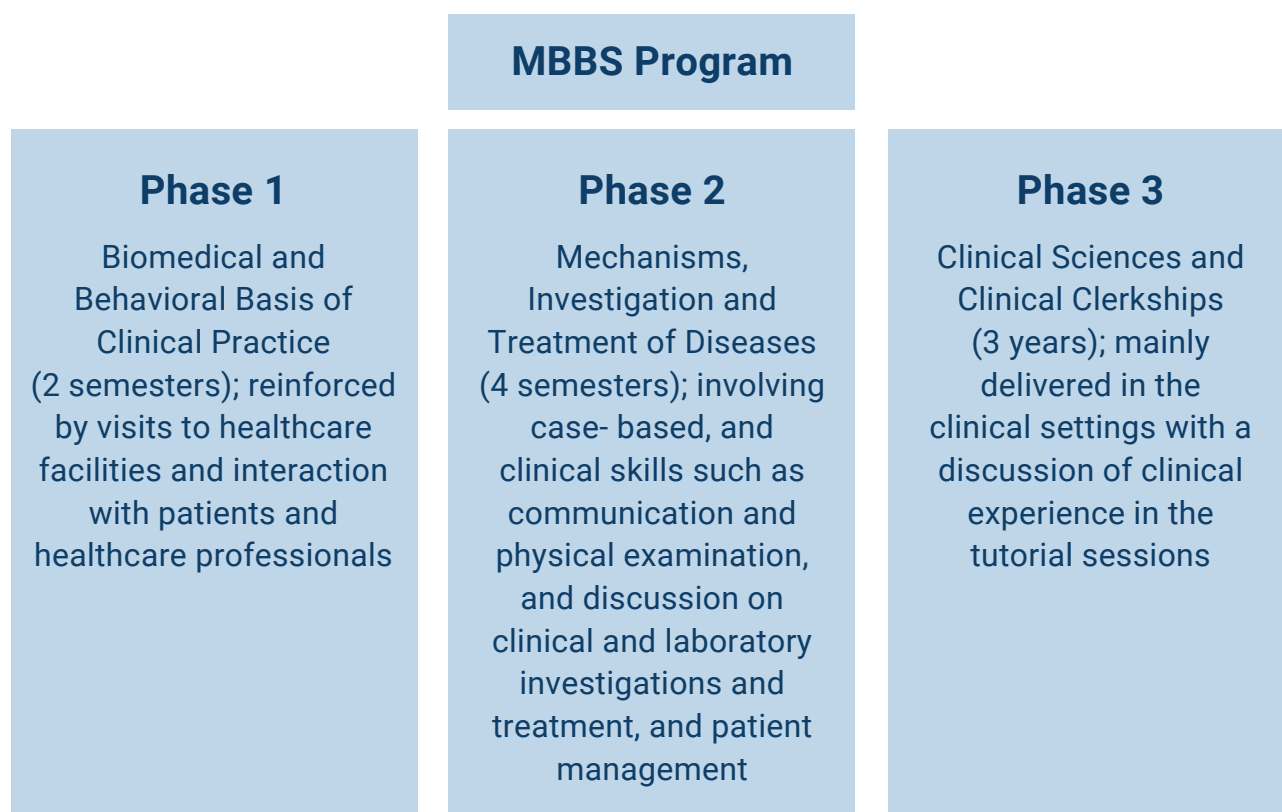 MBBS Program
Phase 1
Biomedical and
Behavioral Basis of
Clinical Practice
(2 semesters); reinforced
by visits to healthcare
facilities and interaction
with patients and
healthcare professionals
Phase 2
Mechanisms,
Investigation and
Treatment of Diseases
(4 semesters); involving
case- based, and
clinical skills such as
communication and
physical examination,
and discussion on
clinical and laboratory
investigations and
treatment, and patient
management
Phase 3
Clinical Sciences and
Clinical Clerkships
(3 years); mainly
delivered in the
clinical settings with a
discussion of clinical
experience in the
tutorial sessions